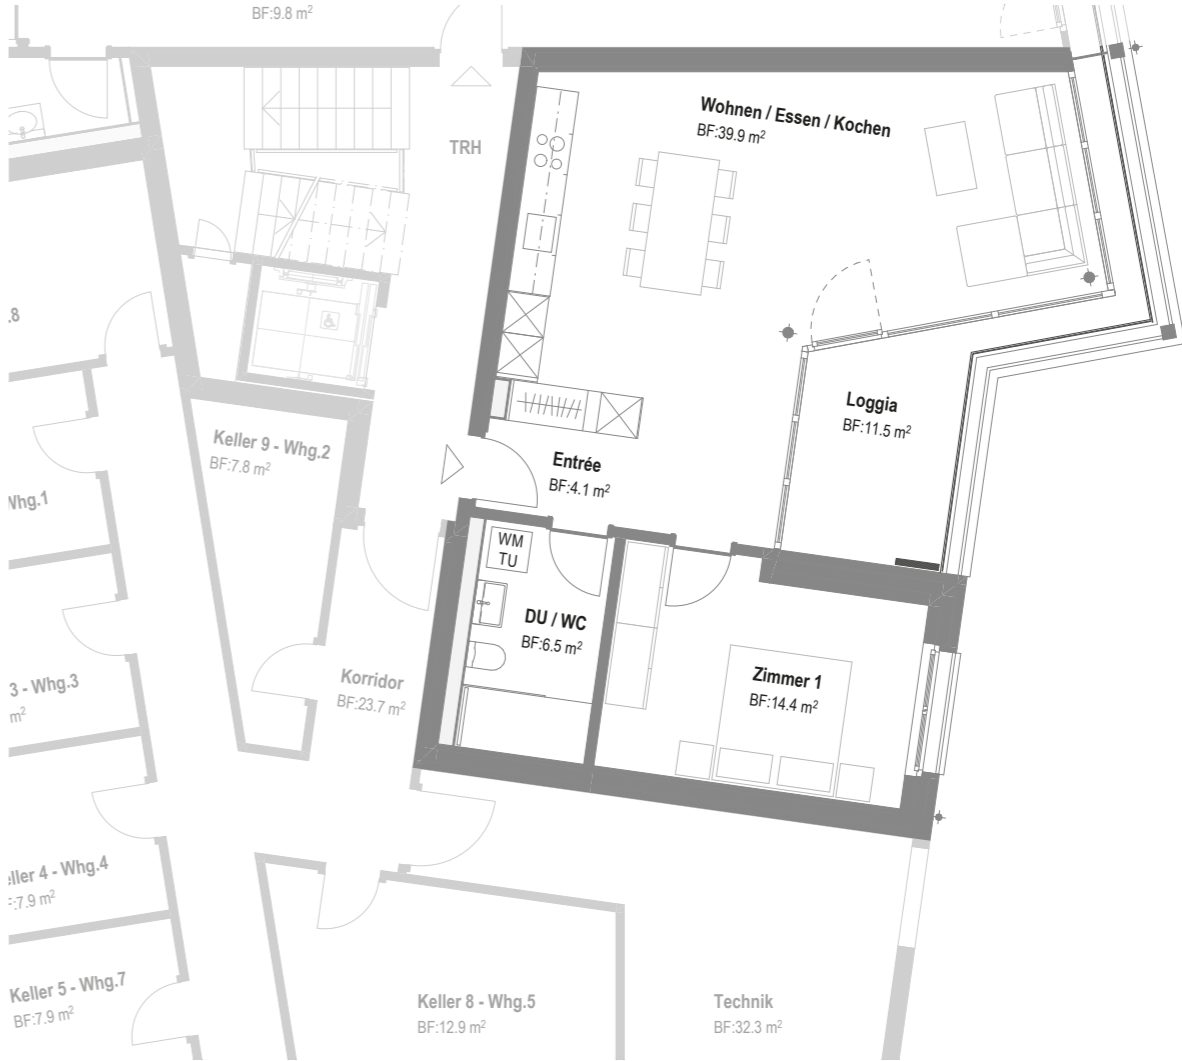 BF:9.8 m²
TRH
Wohnen / Essen / Kochen
BF:39.9 m²
.8
Loggia
BF:11.5 m²
Keller 9 - Whg.2
BF:7.8 m²
Entrée
BF:4.1 m²
Whg.1
WM
TU
DU / WC
BF:6.5 m²
Zimmer 1
BF:14.4 m²
Korridor
BF:23.7 m²
3 - Whg.3
m²
eller 4 - Whg.4
F:7.9 m²
Keller 5 - Whg.7
BF:7.9 m²
Keller 8 - Whg.5
BF:12.9 m²
Technik
BF:32.3 m²